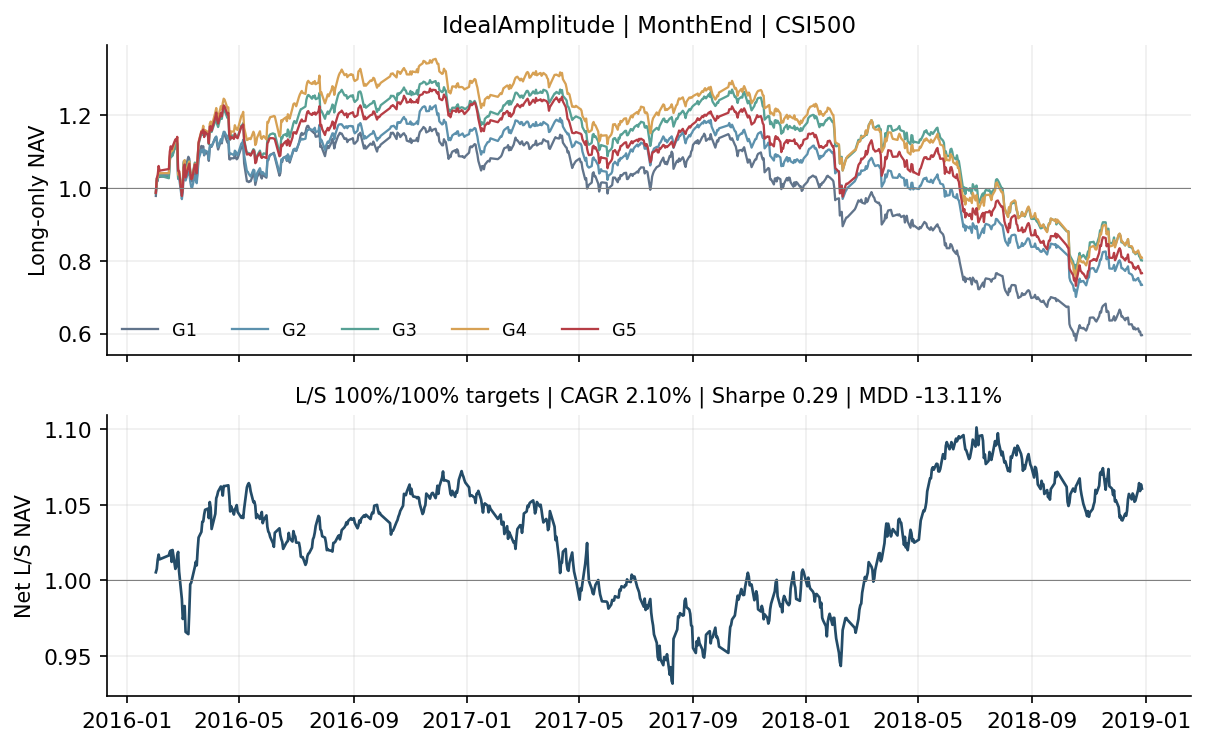 IdealAmplitude | MonthEnd | CSI500
Long-only NAV
1.2
1.0
0.8
0.6
G1 G2 G3 G4 G5
L/S 100%/100% targets | CAGR 2.10% | Sharpe 0.29 | MDD -13.11%
Net L/S NAV
1.10
1.05
1.00
0.95
2016-01 2016-05 2016-09 2017-01 2017-05 2017-09 2018-01 2018-05 2018-09 2019-01